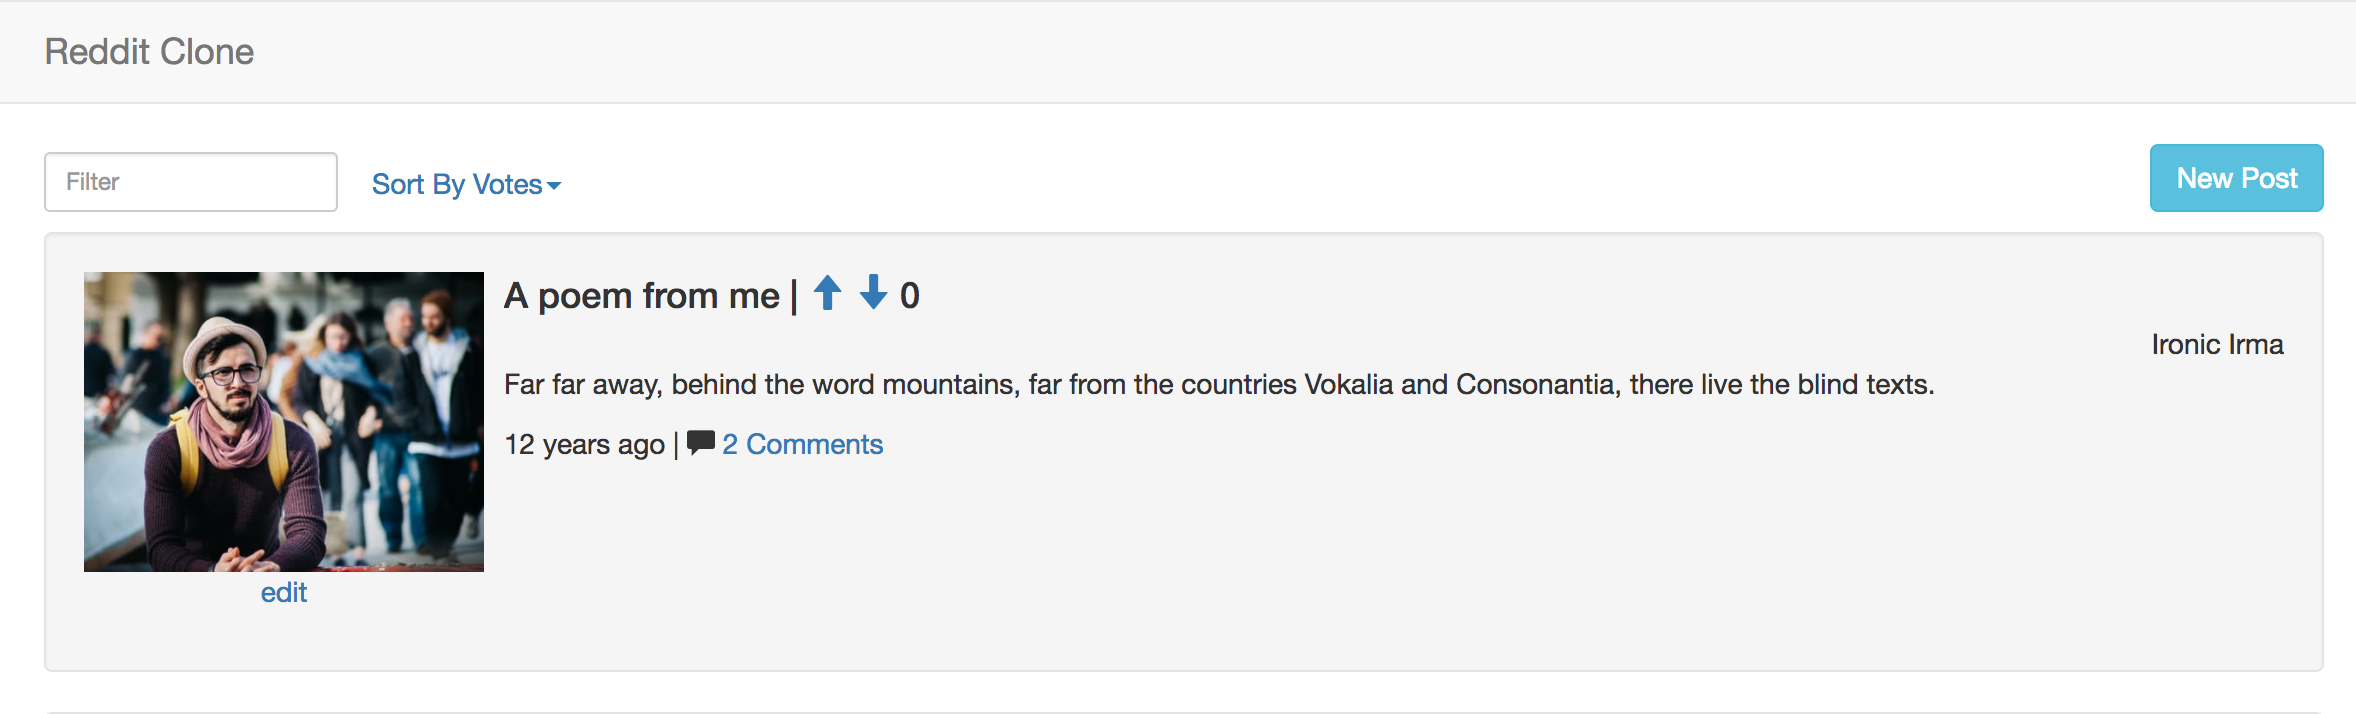 Reddit Clone
Filter
Sort By Votes
New Post
A poem from me | 0
Ironic Irma
Far far away, behind the word mountains, far from the countries Vokalia and Consonantia, there live the blind texts.
12 years ago | 2 Comments
edit